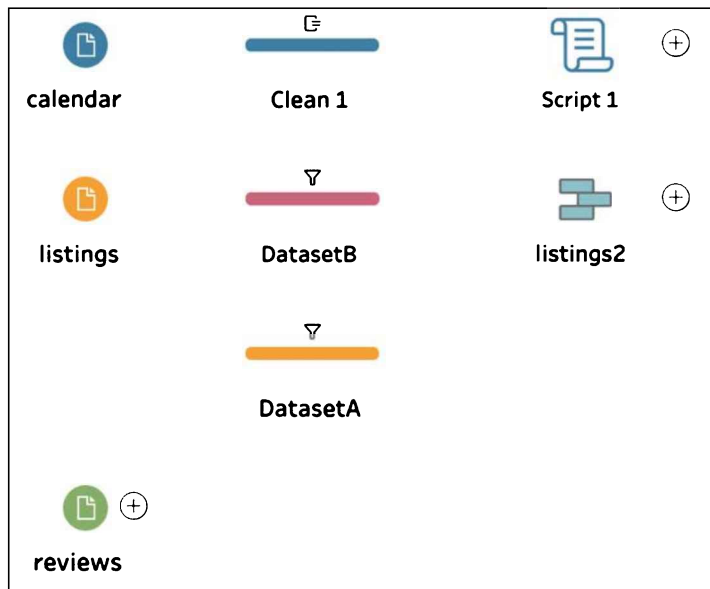 calendar
Clean 1
Script 1
listings
DatasetB
listings2
DatasetA
reviews